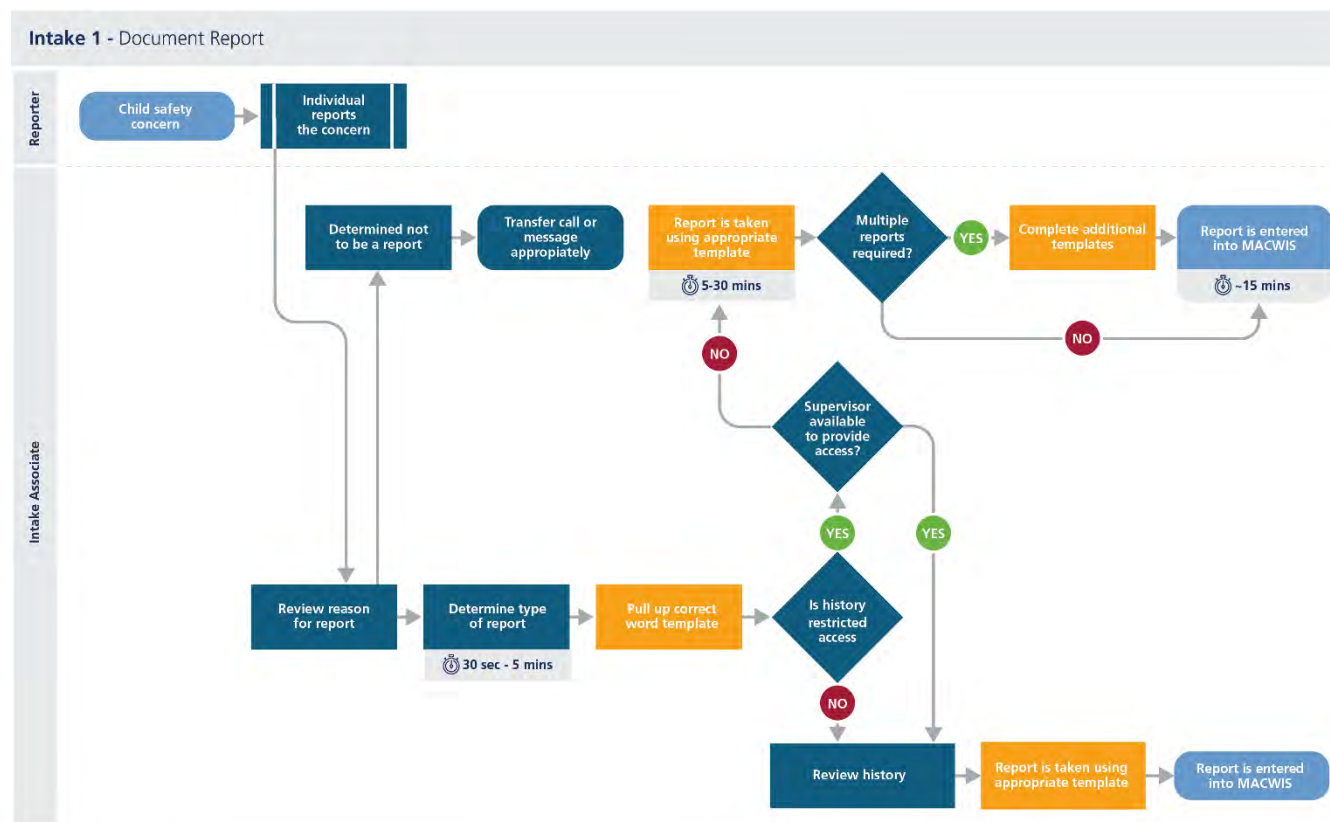 Intake 1 - Document Report
Reporter
Child safety
concern
Individual
reports
the concern
Intake Associate
Determined not
to be a report
Transfer call or
message
appropiately
Report is taken
using appropriate
template
5-30 mins
Multiple
reports
required?
YES
Complete additional
templates
Report is entered
into MACWIS
~15 mins
NO
NO
Supervisor
available
to provide
access?
YES
YES
Review reason
for report
Determine type
of report
30 sec - 5 mins
Pull up correct
word template
Is history
restricted
access
NO
Review history
Report is taken using
appropriate template
Report is entered
into MACWIS